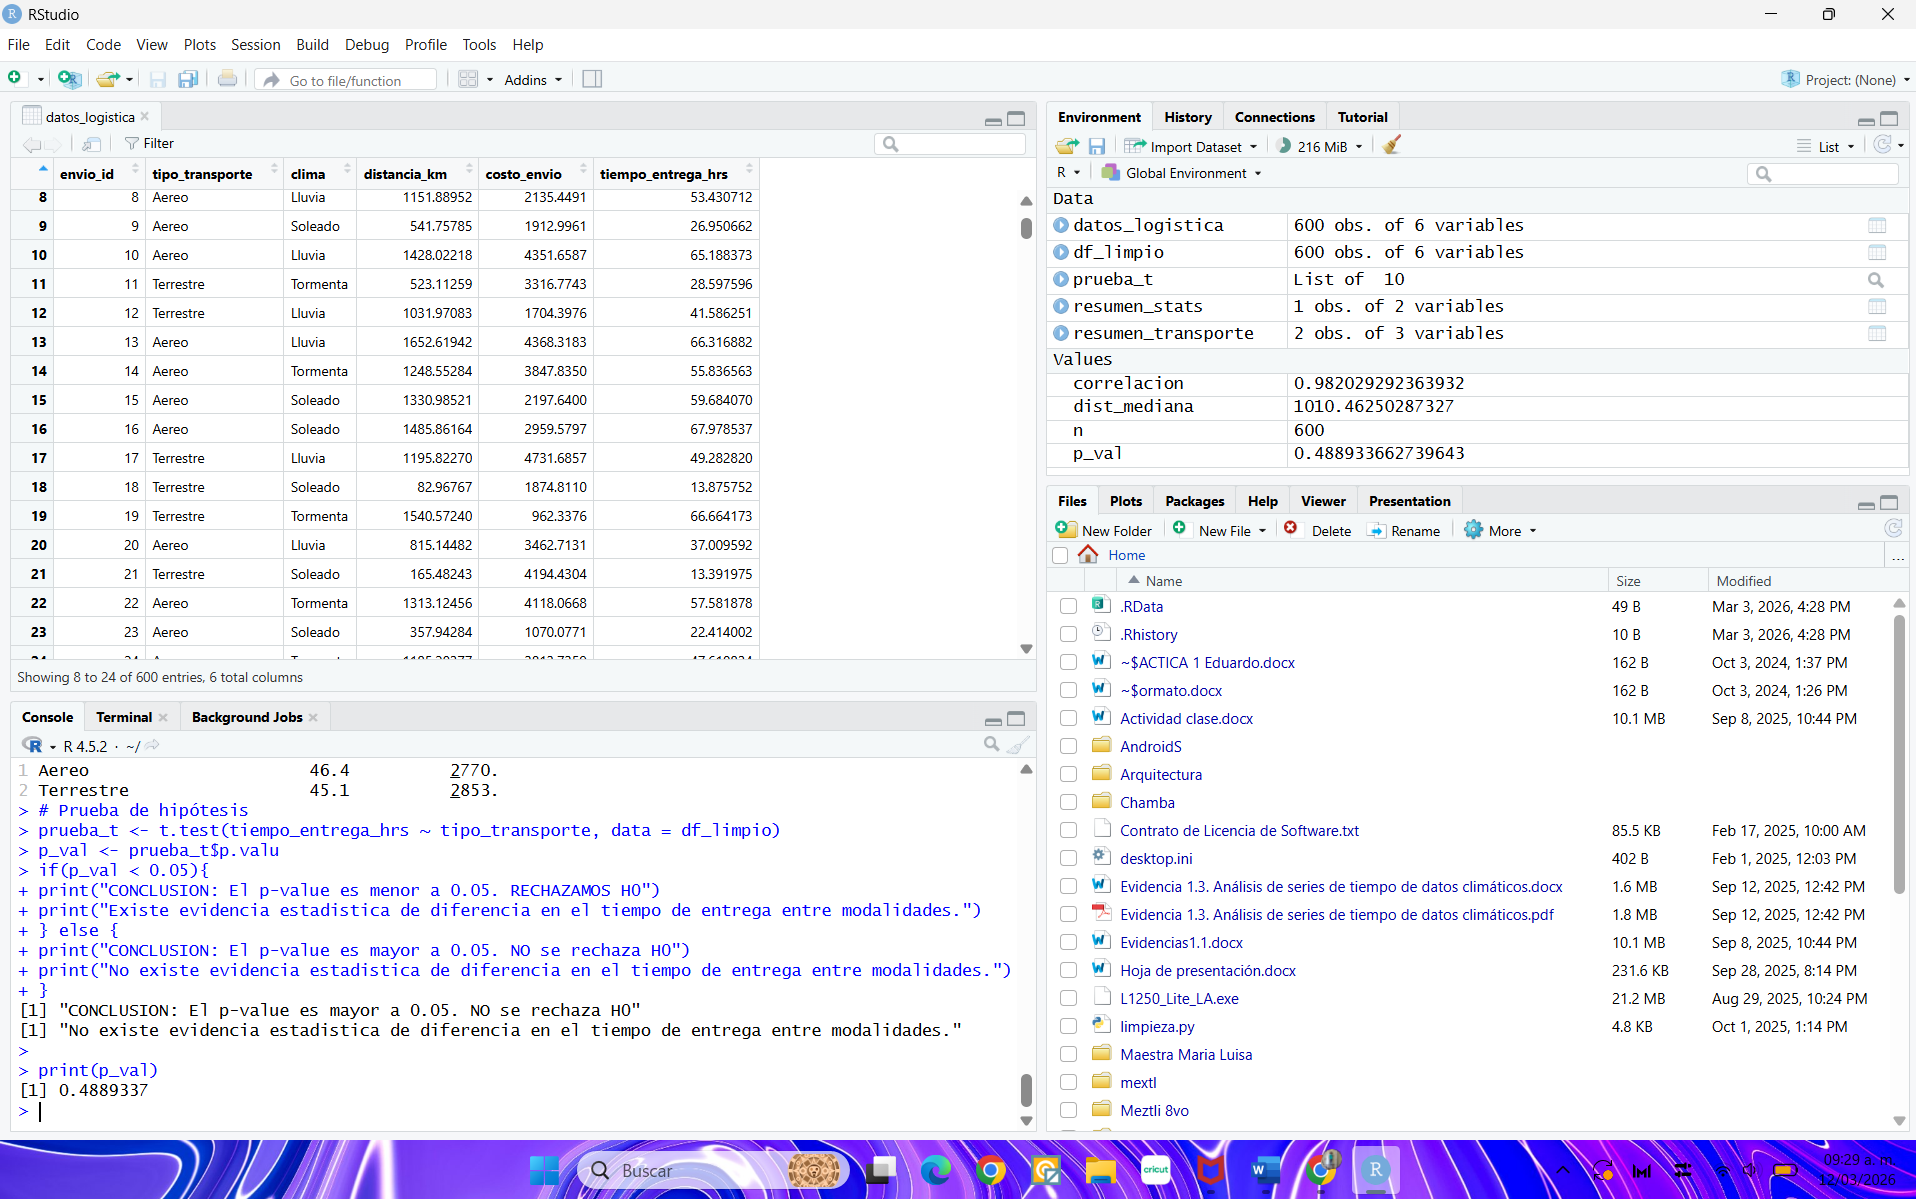 RStudio
File Edit Code View Plots Session Build Debug Profile Tools Help
Go to file/function Addins Project: (None)
datos_logistica
Filter
envio_id tipo_transporte clima distancia_km costo_envio tiempo_entrega_hrs
8 8 Aereo Lluvia 1151.88952 2135.4491 53.430712
9 9 Aereo Soleado 541.75785 1912.9961 26.950662
10 10 Aereo Lluvia 1428.02218 4351.6587 65.188373
11 11 Terrestre Tormenta 523.11259 3316.7743 28.597596
12 12 Terrestre Lluvia 1031.97083 1704.3976 41.586251
13 13 Aereo Lluvia 1652.61942 4368.3183 66.316882
14 14 Aereo Tormenta 1248.55284 3847.8350 55.836563
15 15 Aereo Soleado 1330.98521 2197.6400 59.684070
16 16 Aereo Soleado 1485.86164 2959.5797 67.978537
17 17 Terrestre Lluvia 1195.82270 4731.6857 49.282820
18 18 Terrestre Soleado 82.96767 1874.8110 13.875752
19 19 Terrestre Tormenta 1540.57240 962.3376 66.664173
20 20 Aereo Lluvia 815.14482 3462.7131 37.009592
21 21 Terrestre Soleado 165.48243 4194.4304 13.391975
22 22 Aereo Tormenta 1313.12456 4118.0668 57.581878
23 23 Aereo Soleado 357.94284 1070.0771 22.414002
Showing 8 to 24 of 600 entries, 6 total columns
Console Terminal Background Jobs
R 4.5.2 · ~/
1 Aereo 46.4 2770.
2 Terrestre 45.1 2853.
> # Prueba de hipótesis
> prueba_t <- t.test(tiempo_entrega_hrs ~ tipo_transporte, data = df_limpio)
> p_val <- prueba_t$p.valu
> if(p_val < 0.05){
+ print("CONCLUSION: El p-value es menor a 0.05. RECHAZAMOS H0")
+ print("Existe evidencia estadistica de diferencia en el tiempo de entrega entre modalidades.")
+ } else {
+ print("CONCLUSION: El p-value es mayor a 0.05. NO se rechaza H0")
+ print("No existe evidencia estadistica de diferencia en el tiempo de entrega entre modalidades.")
+ }
[1] "CONCLUSION: El p-value es mayor a 0.05. NO se rechaza H0"
[1] "No existe evidencia estadistica de diferencia en el tiempo de entrega entre modalidades."
>
> print(p_val)
[1] 0.4889337
>
Environment History Connections Tutorial
Import Dataset 216 MiB List
R Global Environment
Data
datos_logistica 600 obs. of 6 variables
df_limpio 600 obs. of 6 variables
prueba_t List of 10
resumen_stats 1 obs. of 2 variables
resumen_transporte 2 obs. of 3 variables
Values
correlacion 0.982029292363932
dist_mediana 1010.46250287327
n 600
p_val 0.488933662739643
Files Plots Packages Help Viewer Presentation
New Folder New File Delete Rename More
Home ...
Name Size Modified
.RData 49 B Mar 3, 2026, 4:28 PM
.Rhistory 10 B Mar 3, 2026, 4:28 PM
~$ACTICA 1 Eduardo.docx 162 B Oct 3, 2024, 1:37 PM
~$ormato.docx 162 B Oct 3, 2024, 1:26 PM
Actividad clase.docx 10.1 MB Sep 8, 2025, 10:44 PM
AndroidS
Arquitectura
Chamba
Contrato de Licencia de Software.txt 85.5 KB Feb 17, 2025, 10:00 AM
desktop.ini 402 B Feb 1, 2025, 12:03 PM
Evidencia 1.3. Análisis de series de tiempo de datos climáticos.docx 1.6 MB Sep 12, 2025, 12:42 PM
Evidencia 1.3. Análisis de series de tiempo de datos climáticos.pdf 1.8 MB Sep 12, 2025, 12:42 PM
Evidencias1.1.docx 10.1 MB Sep 8, 2025, 10:44 PM
Hoja de presentación.docx 231.6 KB Sep 28, 2025, 8:14 PM
L1250_Lite_LA.exe 21.2 MB Aug 29, 2025, 10:24 PM
limpieza.py 4.8 KB Oct 1, 2025, 1:14 PM
Maestra Maria Luisa
mextl
Meztli 8vo
Buscar
cricut
09:29 a. m.
12/03/2026